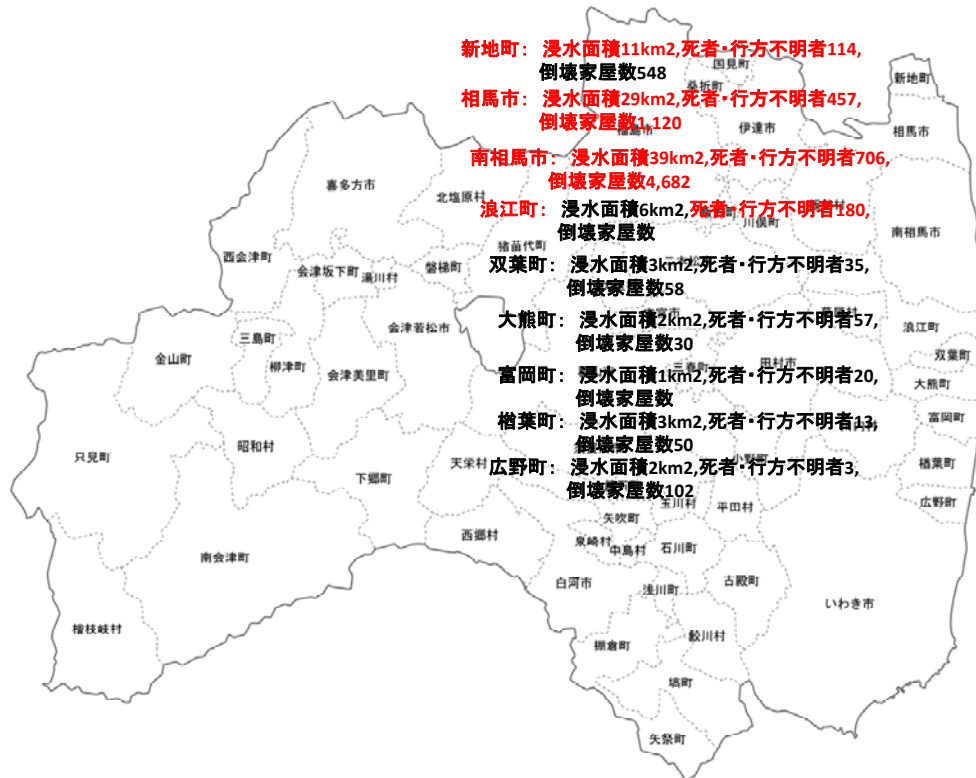 新地町： 浸水面積11km2,死者・行方不明者114,
倒壊家屋数548
国見町
桑折町
新地町
相馬市： 浸水面積29km2,死者・行方不明者457,
倒壊家屋数1,120
福島市
伊達市
相馬市
南相馬市： 浸水面積39km2,死者・行方不明者706,
倒壊家屋数4,682
喜多方市
北塩原村
浪江町： 浸水面積6km2,死者・行方不明者180,
倒壊家屋数
川俣町
南相馬市
猪苗代町
西会津町
会津坂下町
湯川村
磐梯町
双葉町： 浸水面積3km2,死者・行方不明者35,
倒壊家屋数58
大熊町： 浸水面積2km2,死者・行方不明者57,
倒壊家屋数30
会津若松市
浪江町
三島町
金山町
柳津町
会津美里町
双葉町
田村市
三春町
大熊町
富岡町： 浸水面積1km2,死者・行方不明者20,
倒壊家屋数
富岡町
楢葉町： 浸水面積3km2,死者・行方不明者13,
倒壊家屋数50
昭和村
只見町
下郷町
天栄村
小野町
楢葉町
広野町： 浸水面積2km2,死者・行方不明者3,
倒壊家屋数102
広野町
玉川村
平田村
矢吹町
西郷村
泉崎村
中島村
石川町
南会津町
白河市
浅川町
古殿町
いわき市
檜枝岐村
鮫川村
棚倉町
塙町
矢祭町